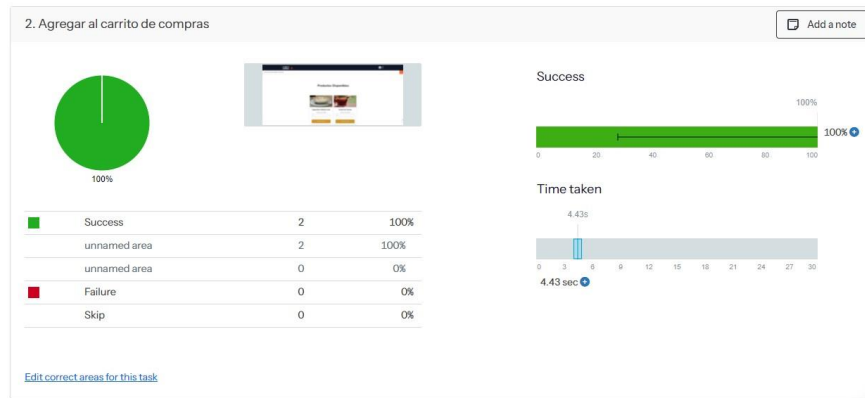 2. Agregar al carrito de compras
Add a note
Productos Disponibles
100%
Success 2 100%
unnamed area 2 100%
unnamed area 0 0%
Failure 0 0%
Skip 0 0%
Edit correct areas for this task
Success
100%
100%
0 20 40 60 80 100
Time taken
4.43s
0 3 6 9 12 15 18 21 24 27 30
4.43 sec